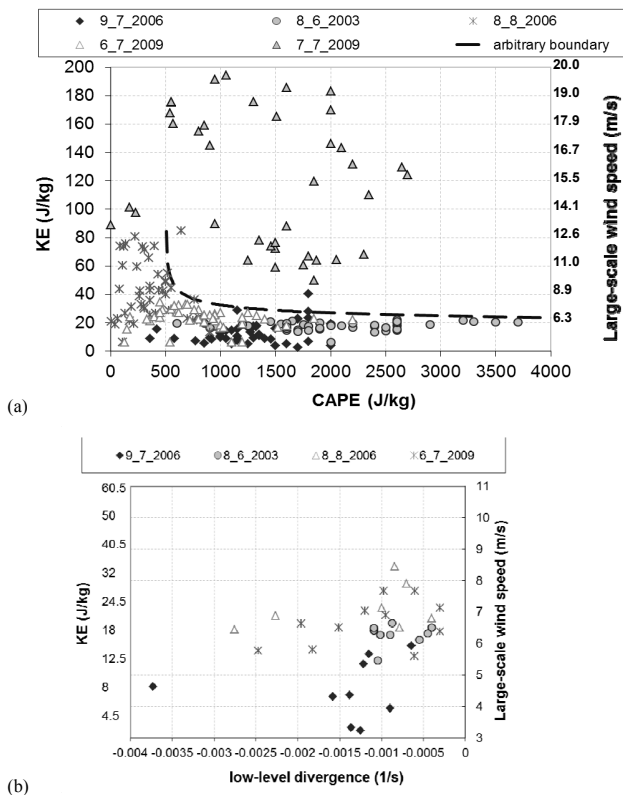 9_7_2006 8_6_2003 8_8_2006
6_7_2009 7_7_2009 arbitrary boundary
200 20.0
180 19.0
160 17.9
140 16.7
120 15.5
100 14.1
80 12.6
60 11.0
40 8.9
20 6.3
0
KE (J/kg)
Large-scale wind speed (m/s)
0 500 1000 1500 2000 2500 3000 3500 4000
CAPE (J/kg)
(a)
9_7_2006 8_6_2003 8_8_2006 6_7_2009
60.5 11
50 10
40.5 9
32 8
24.5 7
18 6
12.5 5
8 4
4.5 3
KE (J/kg)
Large-scale wind speed (m/s)
-0.004 -0.0035 -0.003 -0.0025 -0.002 -0.0015 -0.001 -0.0005 0
low-level divergence (1/s)
(b)